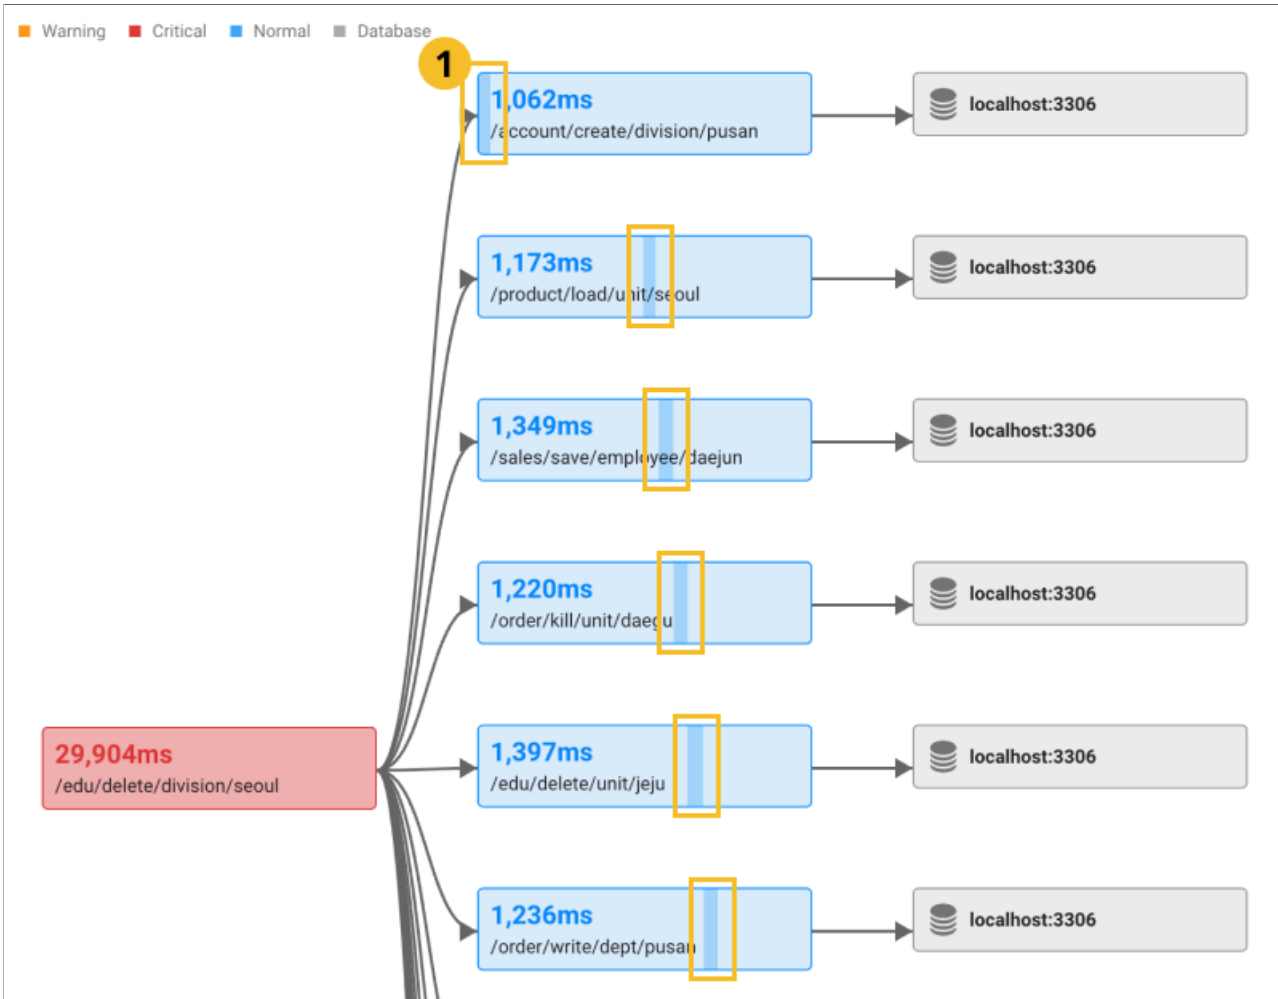 Warning Critical Normal Database
1
1,062ms
/account/create/division/pusan
localhost:3306
1,173ms
/product/load/unit/seoul
localhost:3306
1,349ms
/sales/save/employee/daejun
localhost:3306
1,220ms
/order/kill/unit/daegu
localhost:3306
29,904ms
/edu/delete/division/seoul
1,397ms
/edu/delete/unit/jeju
localhost:3306
1,236ms
/order/write/dept/pusan
localhost:3306